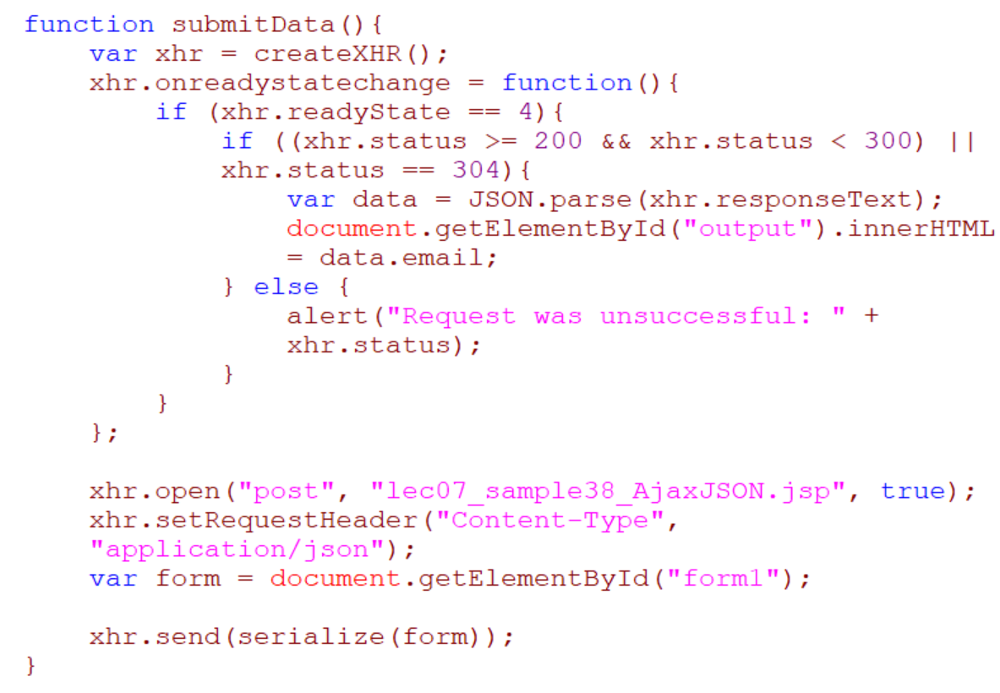 function submitData(){
var xhr = createXHR();
xhr.onreadystatechange = function(){
if (xhr.readyState == 4){
if ((xhr.status >= 200 && xhr.status < 300) ||
xhr.status == 304){
var data = JSON.parse(xhr.responseText);
document.getElementById("output").innerHTML
= data.email;
} else {
alert("Request was unsuccessful: " +
xhr.status);
}
}
};
xhr.open("post", "lec07_sample38_AjaxJSON.jsp", true);
xhr.setRequestHeader("Content-Type",
"application/json");
var form = document.getElementById("form1");
xhr.send(serialize(form));
}